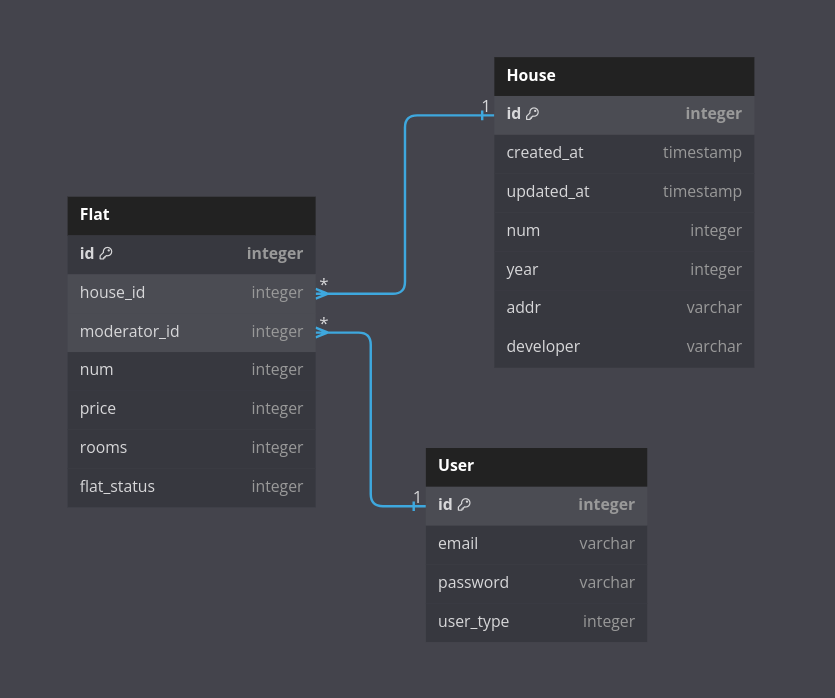 House
1
id integer
created_at timestamp
updated_at timestamp
num integer
year integer
addr varchar
developer varchar
Flat
id integer
house_id integer
*
moderator_id integer
*
num integer
price integer
rooms integer
flat_status integer
User
1
id integer
email varchar
password varchar
user_type integer